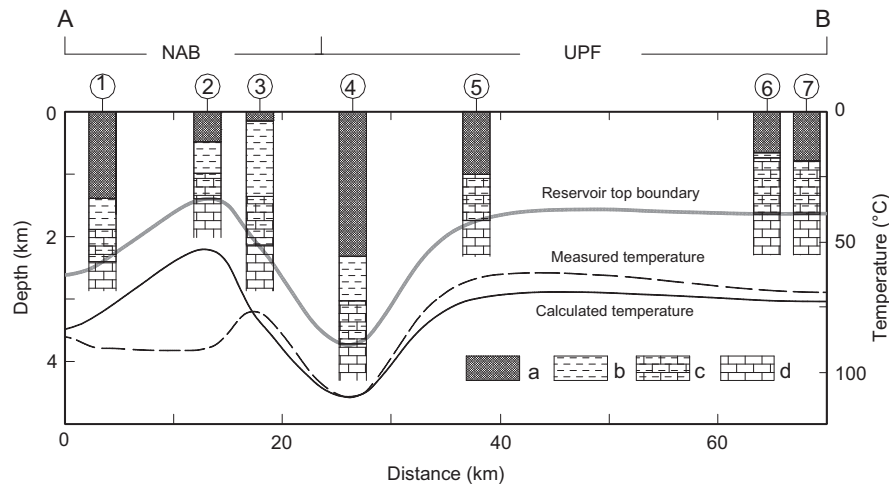 A B
NAB UPF
1 2 3 4 5 6 7
0 0
Reservoir top boundary
2 50
Measured temperature
Calculated temperature
4 100
a b c d
Depth (km)
Temperature (°C)
0 20 40 60
Distance (km)